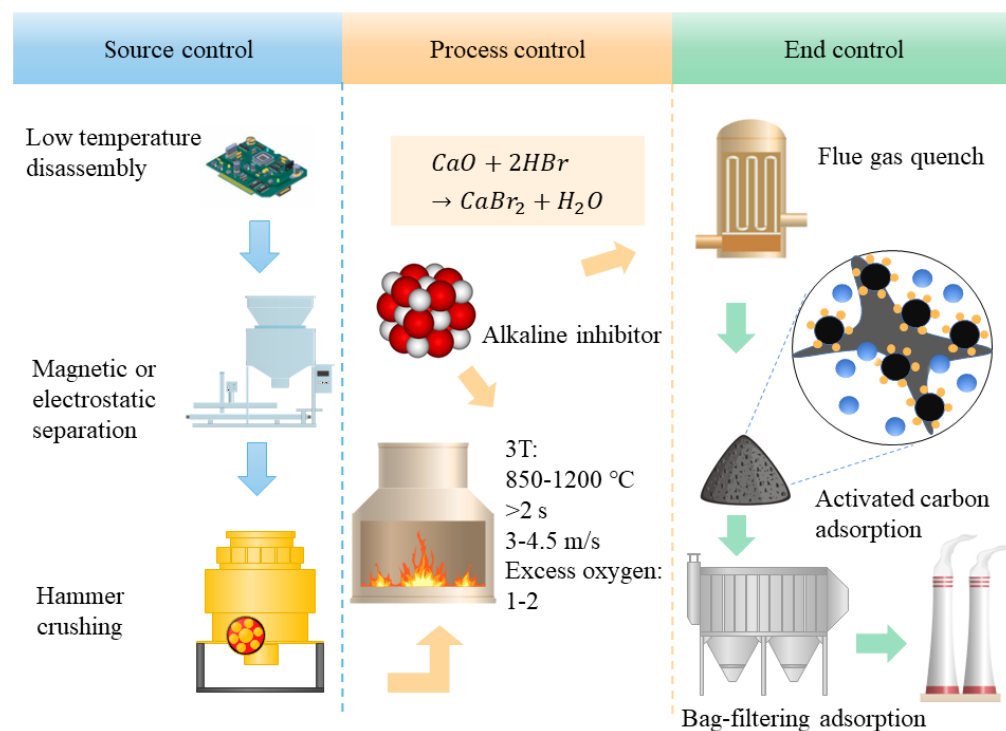 Source control
Process control
End control
Low temperature
disassembly
Magnetic or
electrostatic
separation
Hammer
crushing
CaO + 2HBr
→ CaBr₂ + H₂O
Alkaline inhibitor
3T:
850-1200 ℃
>2 s
3-4.5 m/s
Excess oxygen:
1-2
Flue gas quench
Activated carbon
adsorption
Bag-filtering adsorption